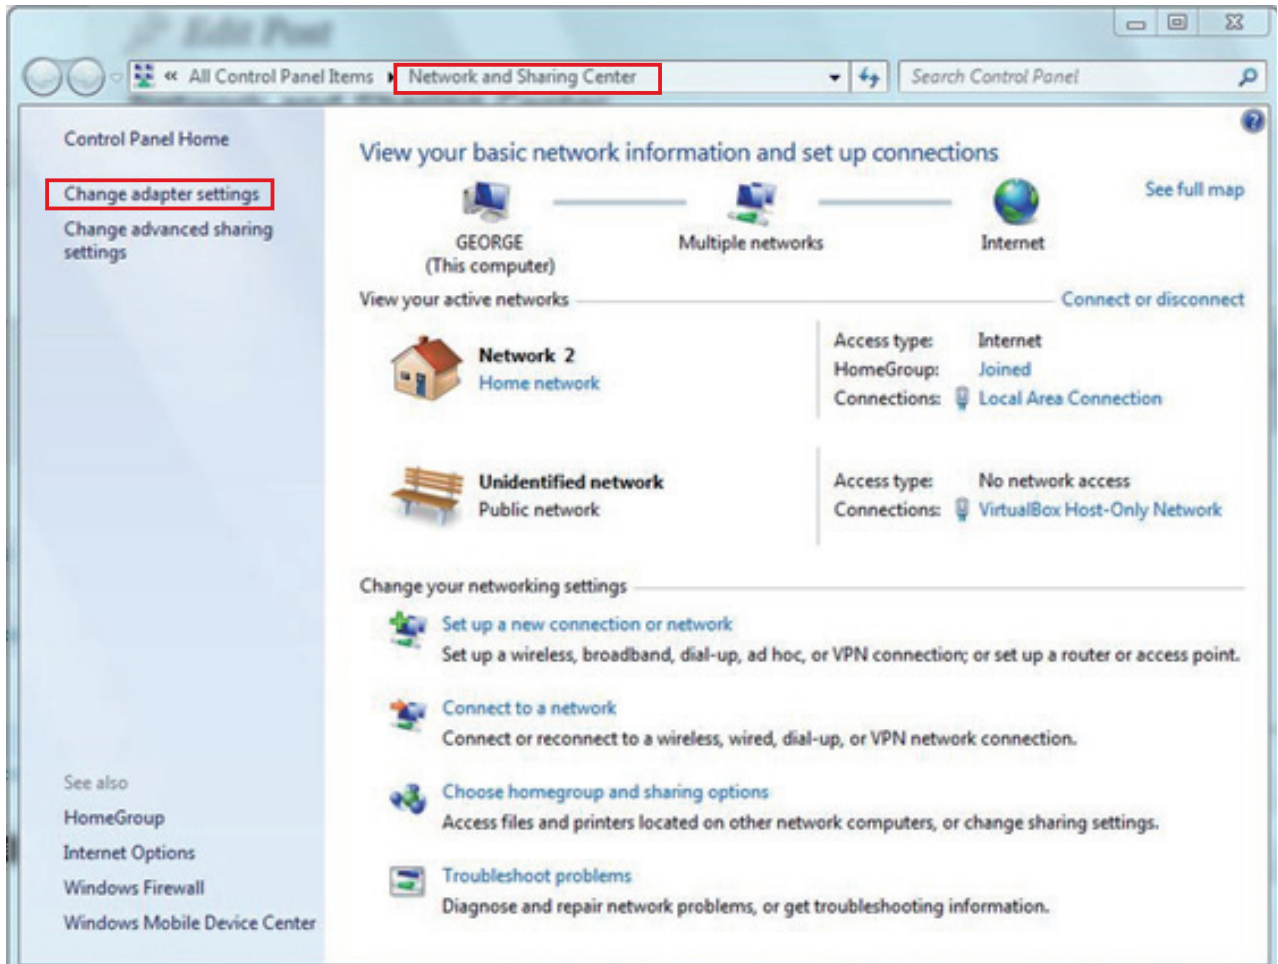 Edit Post
« All Control Panel Items ▸ Network and Sharing Center
Search Control Panel
Network and Sharing Center
Control Panel Home
Change adapter settings
Change advanced sharing
settings
View your basic network information and set up connections
See full map
GEORGE
(This computer)
Multiple networks
Internet
View your active networks
Connect or disconnect
Network 2
Home network
Access type: Internet
HomeGroup: Joined
Connections: Local Area Connection
Unidentified network
Public network
Access type: No network access
Connections: VirtualBox Host-Only Network
Change your networking settings
Set up a new connection or network
Set up a wireless, broadband, dial-up, ad hoc, or VPN connection; or set up a router or access point.
Connect to a network
Connect or reconnect to a wireless, wired, dial-up, or VPN network connection.
Choose homegroup and sharing options
Access files and printers located on other network computers, or change sharing settings.
Troubleshoot problems
Diagnose and repair network problems, or get troubleshooting information.
See also
HomeGroup
Internet Options
Windows Firewall
Windows Mobile Device Center